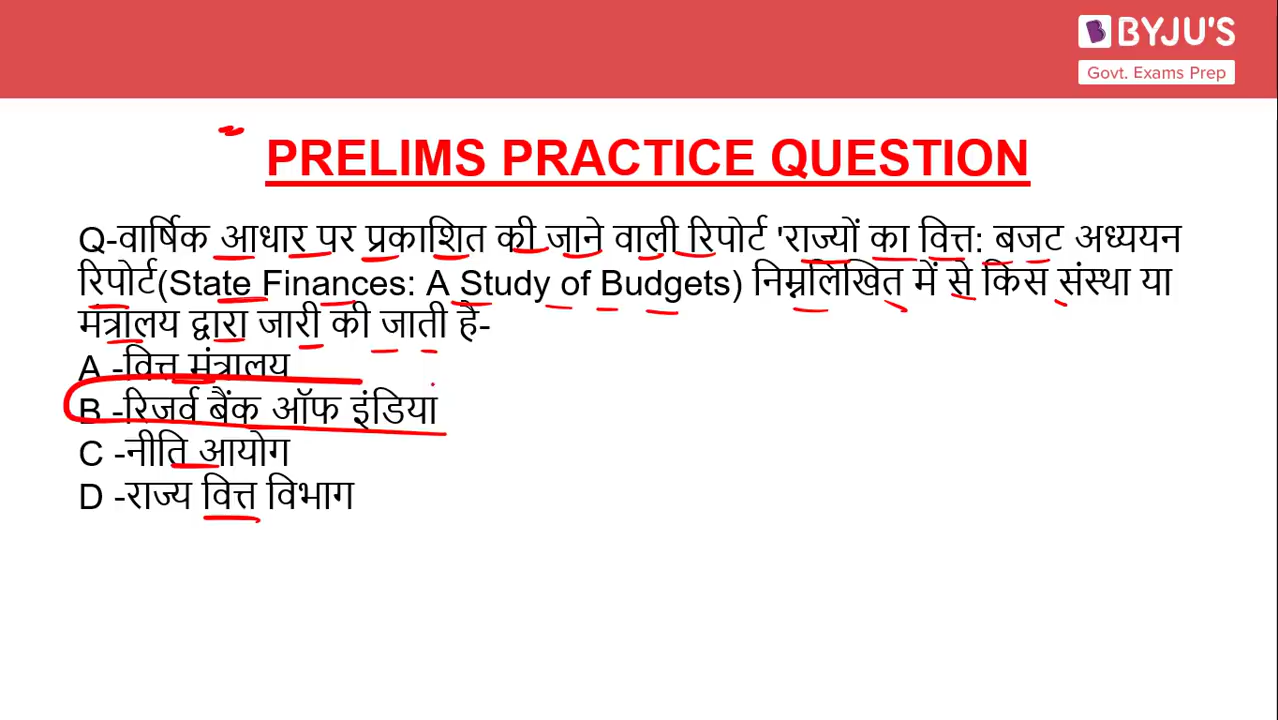 BYJU'S
Govt. Exams Prep
PRELIMS PRACTICE QUESTION
Q-वार्षिक आधार पर प्रकाशित की जाने वाली रिपोर्ट 'राज्यों का वित्त: बजट अध्ययन
रिपोर्ट(State Finances: A Study of Budgets) निम्नलिखित में से किस संस्था या
मंत्रालय द्वारा जारी की जाती है-
A -वित्त मंत्रालय
B -रिजर्व बैंक ऑफ इंडिया
C -नीति आयोग
D -राज्य वित्त विभाग